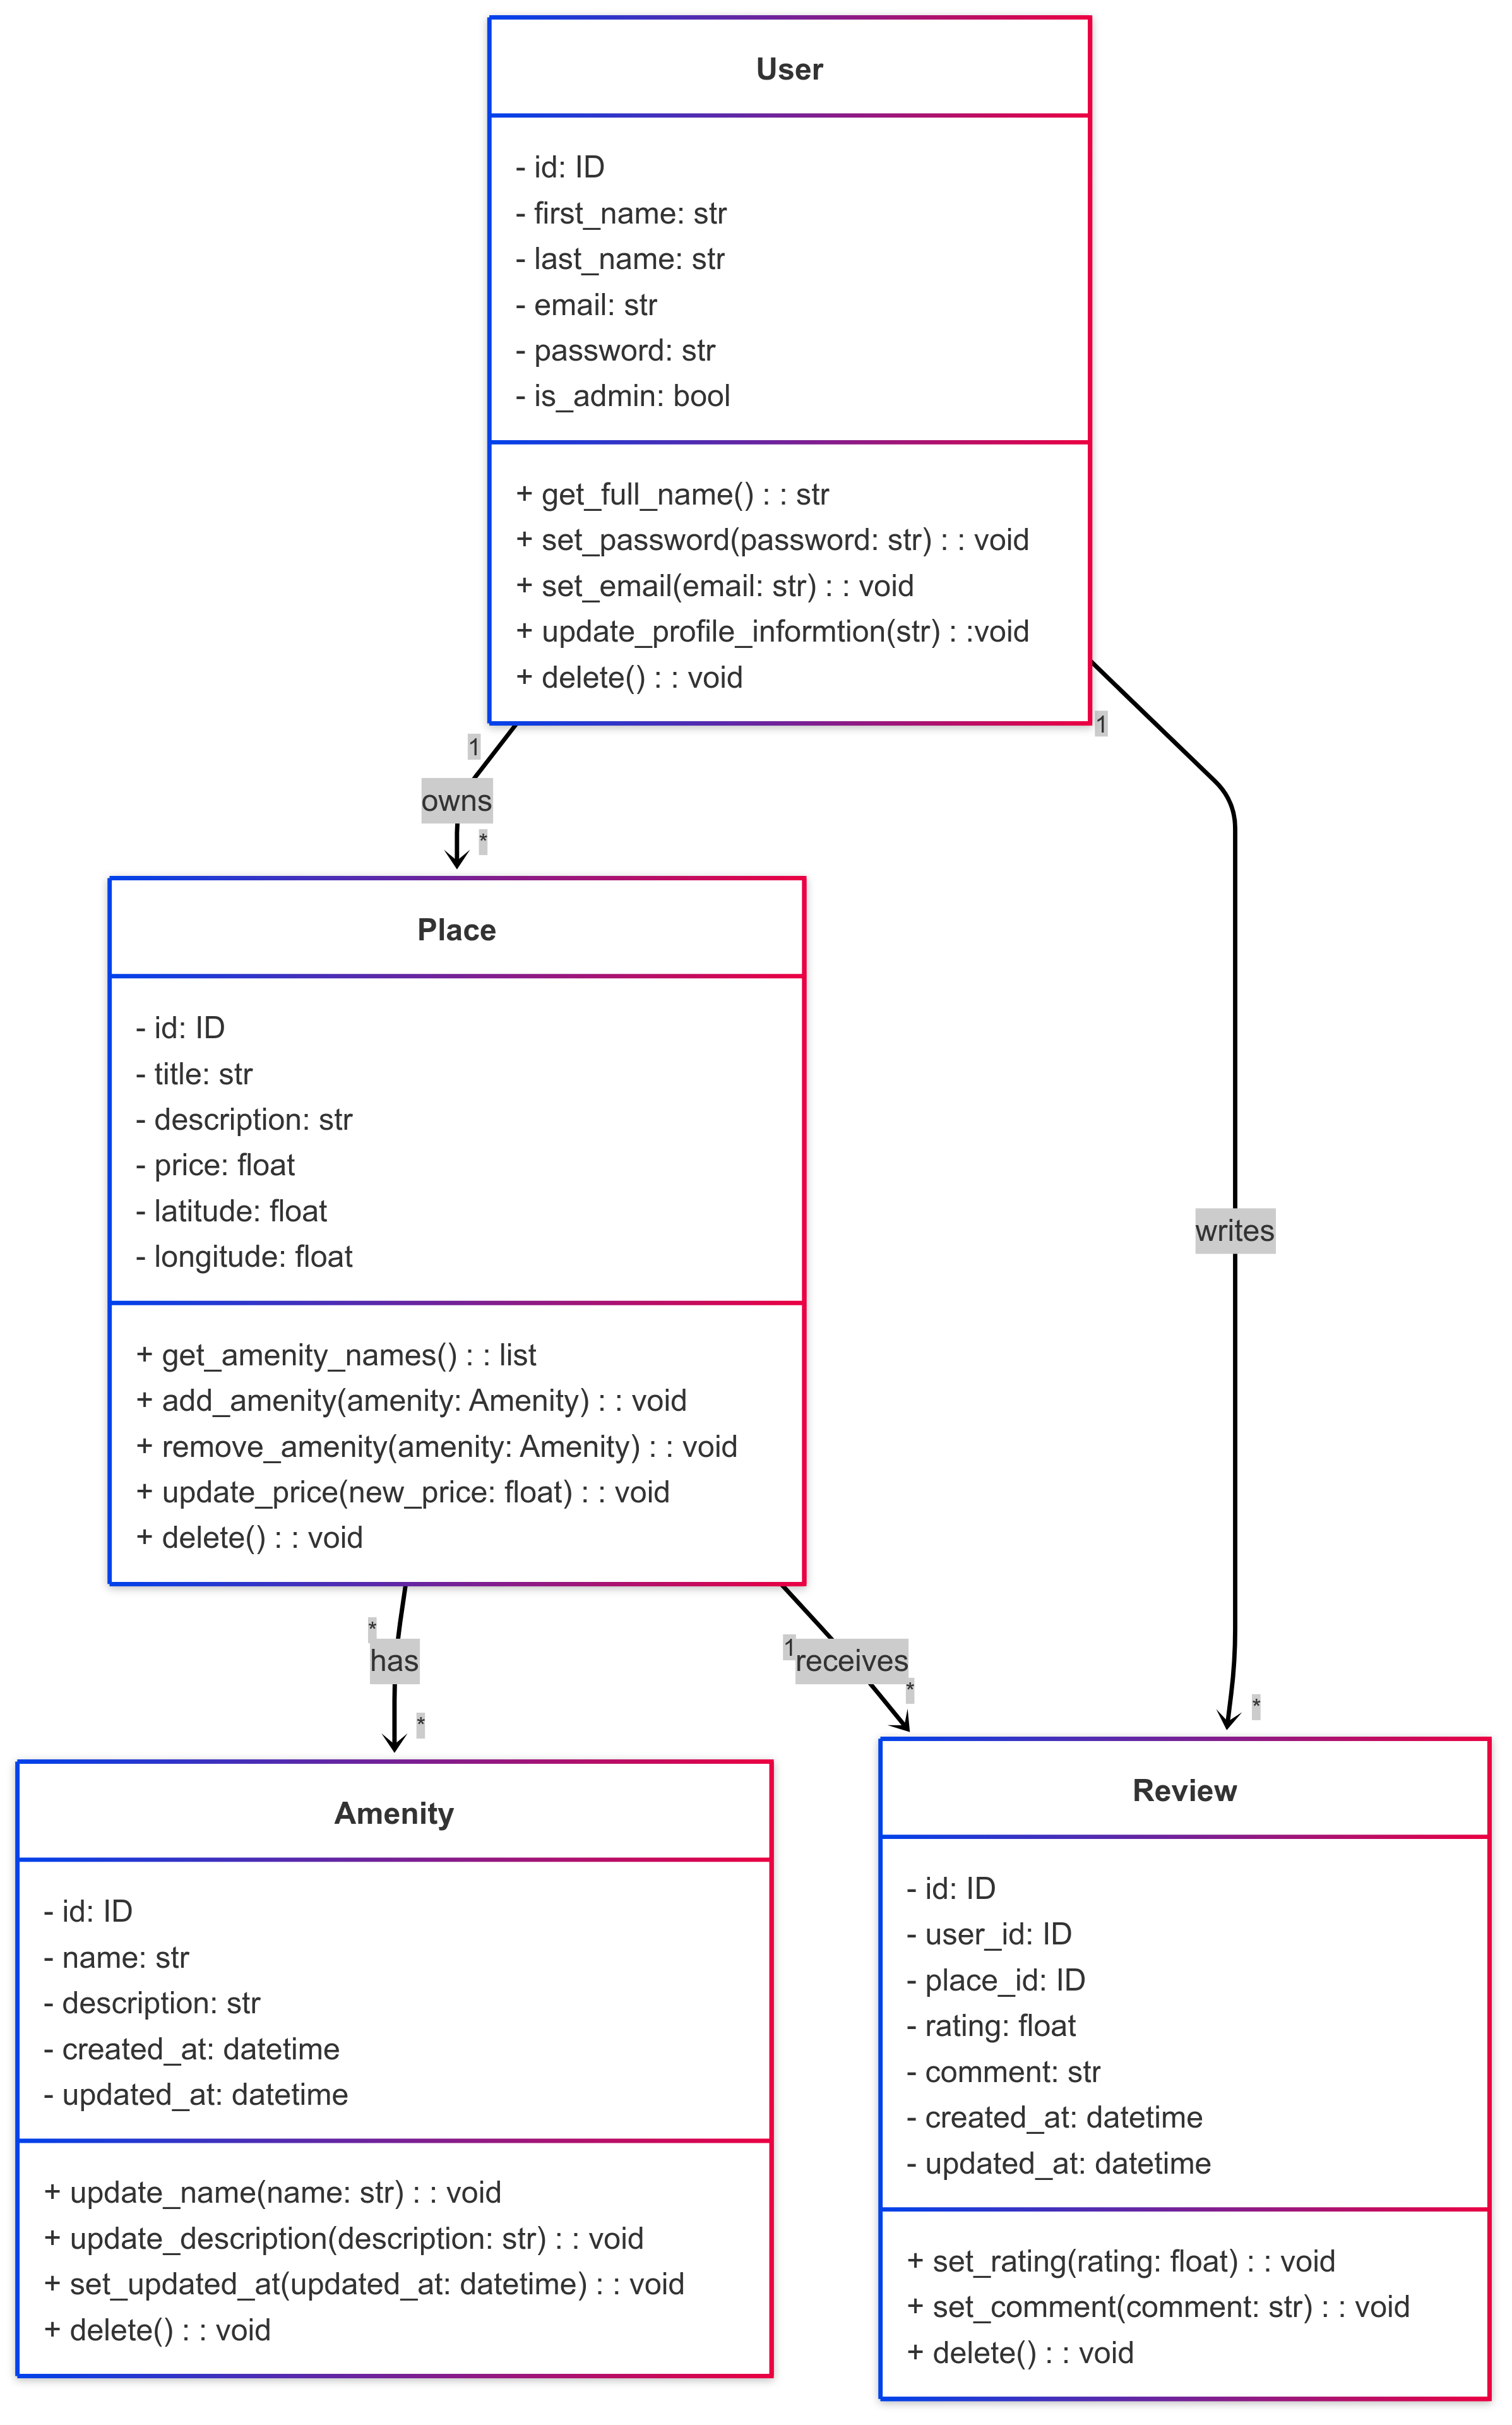 User
- id: ID
- first_name: str
- last_name: str
- email: str
- password: str
- is_admin: bool
+ get_full_name() : : str
+ set_password(password: str) : : void
+ set_email(email: str) : : void
+ update_profile_informtion(str) : :void
+ delete() : : void
1
1
owns
*
Place
- id: ID
- title: str
- description: str
- price: float
- latitude: float
- longitude: float
+ get_amenity_names() : : list
+ add_amenity(amenity: Amenity) : : void
+ remove_amenity(amenity: Amenity) : : void
+ update_price(new_price: float) : : void
+ delete() : : void
writes
*
has
*
1
receives
*
*
Amenity
- id: ID
- name: str
- description: str
- created_at: datetime
- updated_at: datetime
+ update_name(name: str) : : void
+ update_description(description: str) : : void
+ set_updated_at(updated_at: datetime) : : void
+ delete() : : void
Review
- id: ID
- user_id: ID
- place_id: ID
- rating: float
- comment: str
- created_at: datetime
- updated_at: datetime
+ set_rating(rating: float) : : void
+ set_comment(comment: str) : : void
+ delete() : : void